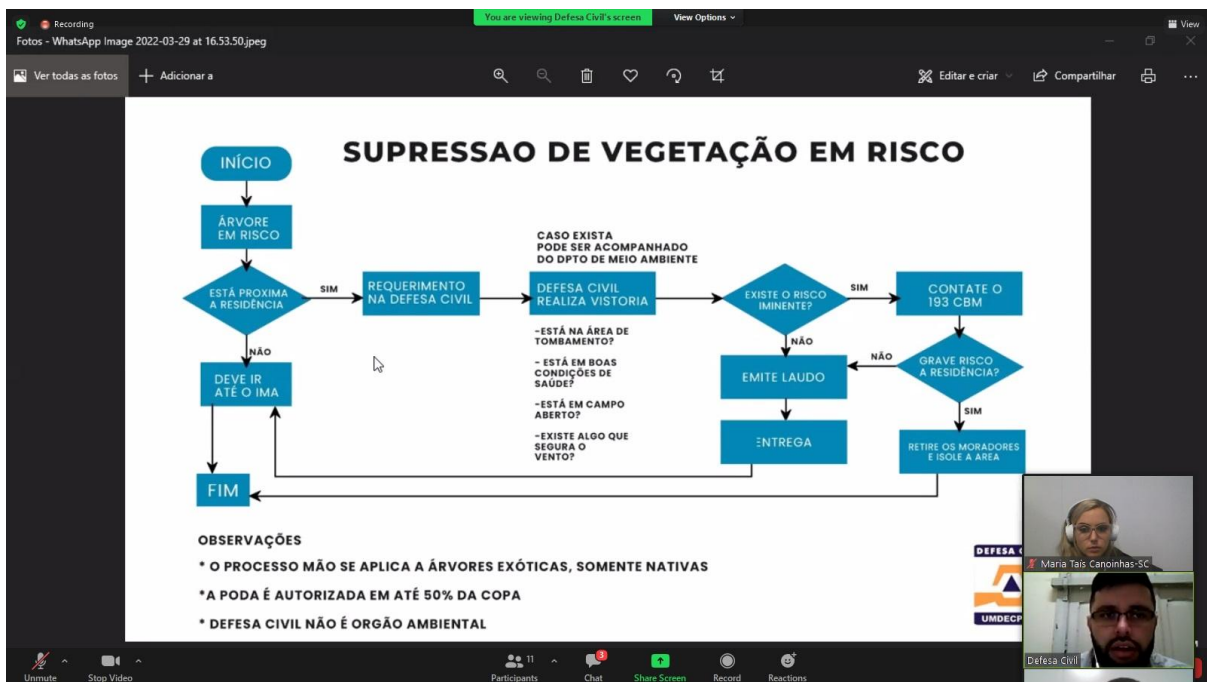 Recording
You are viewing Defesa Civil's screen
View Options
View
Fotos - WhatsApp Image 2022-03-29 at 16.53.50.jpeg
Ver todas as fotos
Adicionar a
Editar e criar
Compartilhar
SUPRESSAO DE VEGETAÇÃO EM RISCO
INÍCIO
ÁRVORE
EM RISCO
ESTÁ PROXIMA
A RESIDÊNCIA
SIM
NÃO
REQUERIMENTO
NA DEFESA CIVIL
CASO EXISTA
PODE SER ACOMPANHADO
DO DPTO DE MEIO AMBIENTE
DEFESA CIVIL
REALIZA VISTORIA
-ESTÁ NA ÁREA DE
TOMBAMENTO?
- ESTÁ EM BOAS
CONDIÇÕES DE
SAÚDE?
-ESTÁ EM CAMPO
ABERTO?
-EXISTE ALGO QUE
SEGURA O
VENTO?
EXISTE O RISCO
IMINENTE?
SIM
NÃO
CONTATE O
193 CBM
GRAVE RISCO
A RESIDÊNCIA?
NÃO
SIM
EMITE LAUDO
ENTREGA
RETIRE OS MORADORES
E ISOLE A AREA
DEVE IR
ATÉ O IMA
FIM
OBSERVAÇÕES
* O PROCESSO MÃO SE APLICA A ÁRVORES EXÓTICAS, SOMENTE NATIVAS
*A PODA É AUTORIZADA EM ATÉ 50% DA COPA
* DEFESA CIVIL NÃO É ORGÃO AMBIENTAL
DEFESA
Maria Tais Canoinhas-SC
Defesa Civil
Unmute
Stop Video
11
Participants
3
Chat
Share Screen
Record
Reactions